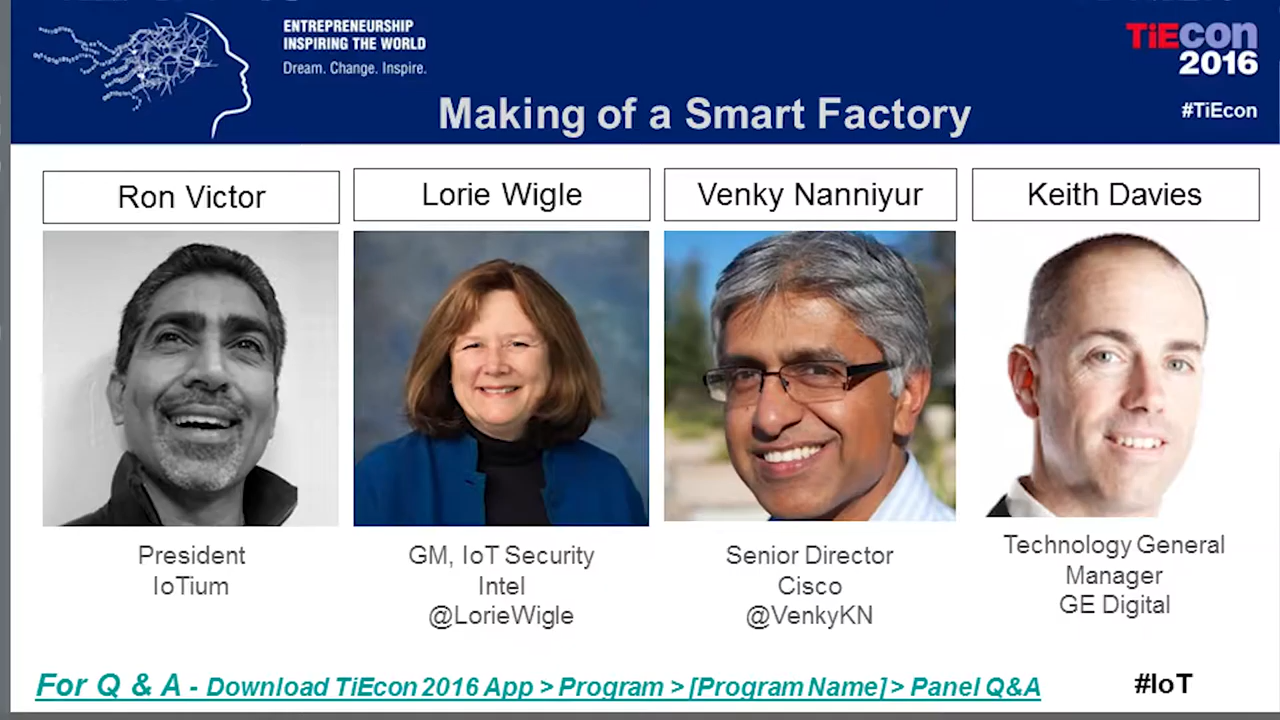 ENTREPRENEURSHIP
INSPIRING THE WORLD
Dream. Change. Inspire.
TiEcon
2016
#TiEcon
Making of a Smart Factory
Ron Victor
Lorie Wigle
Venky Nanniyur
Keith Davies
President
IoTium
GM, IoT Security
Intel
@LorieWigle
Senior Director
Cisco
@VenkyKN
Technology General
Manager
GE Digital
For Q & A - Download TiEcon 2016 App > Program > [Program Name] > Panel Q&A
#IoT